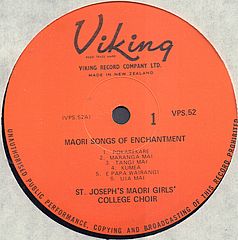 Viking
VIKING RECORD COMPANY LTD.
MADE IN NEW ZEALAND
(VPS.52A)
1
VPS.52
MAORI SONGS OF ENCHANTMENT
1. POKAREKARE
2. MARANGA MAI
3. TANGI MAI
4. KUMEA
5. E PAPA WAIRANGI
6. UIA MAI
ST. JOSEPH'S MAORI GIRLS'
COLLEGE CHOIR
UNAUTHORISED PUBLIC PERFORMANCE, COPYING AND BROADCASTING OF THIS RECORD PROHIBITED